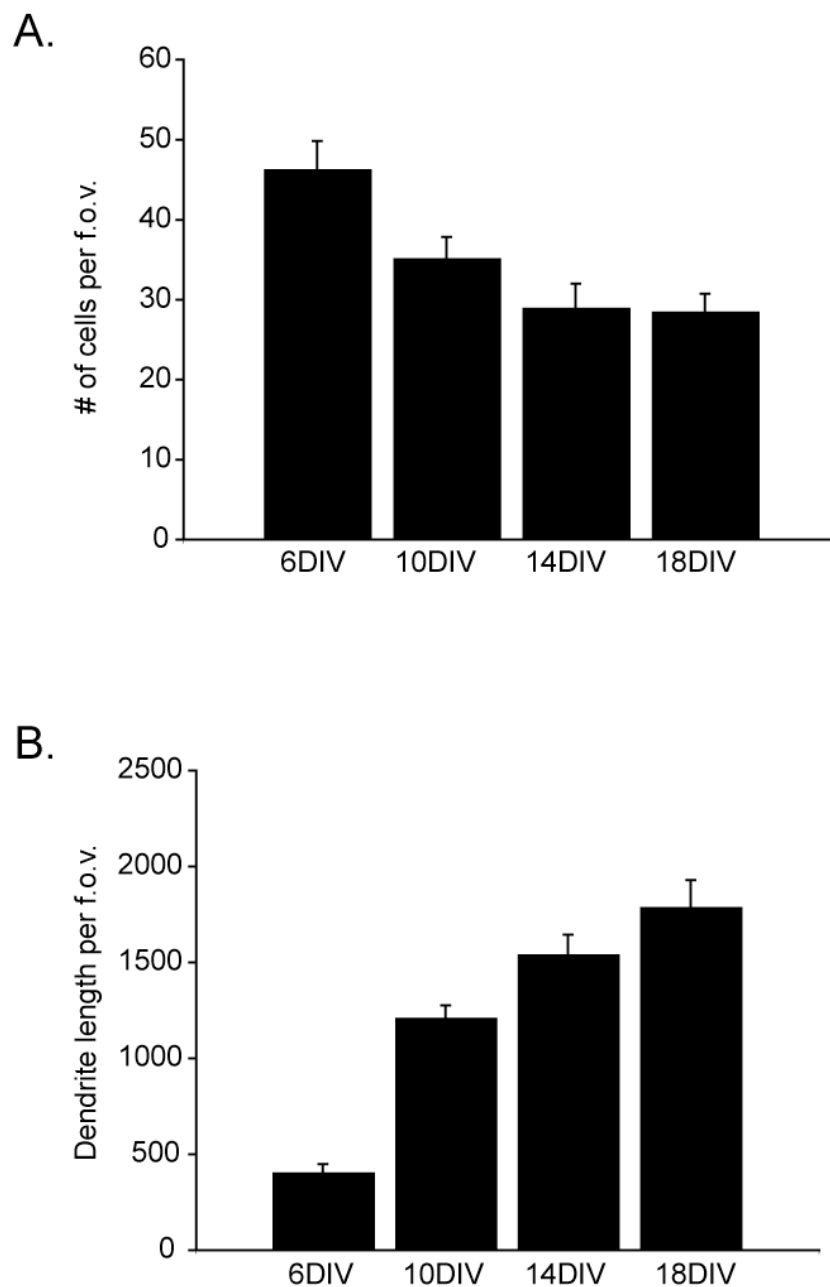 A.
# of cells per f.o.v.
60
50
40
30
20
10
0
6DIV 10DIV 14DIV 18DIV
B.
Dendrite length per f.o.v.
2500
2000
1500
1000
500
0
6DIV 10DIV 14DIV 18DIV